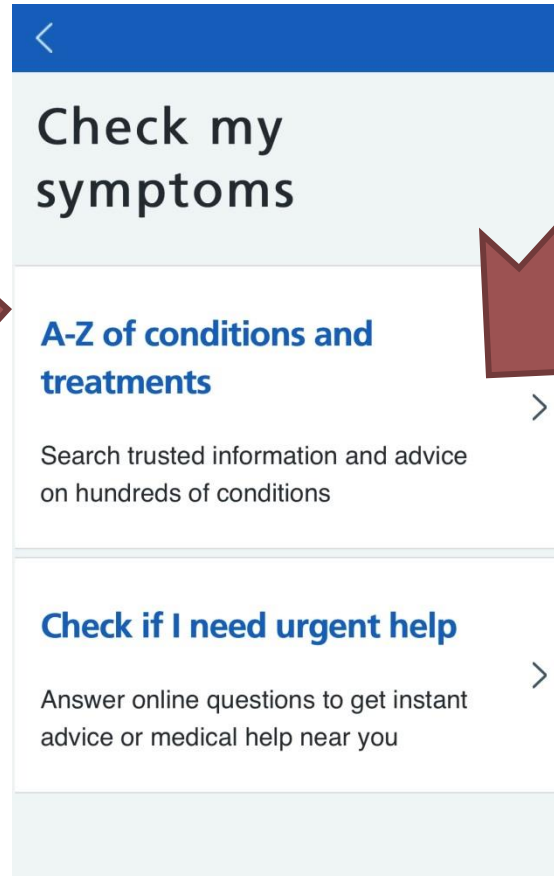 Check my
symptoms
A-Z of conditions and
treatments
Search trusted information and advice
on hundreds of conditions
Check if I need urgent help
Answer online questions to get instant
advice or medical help near you